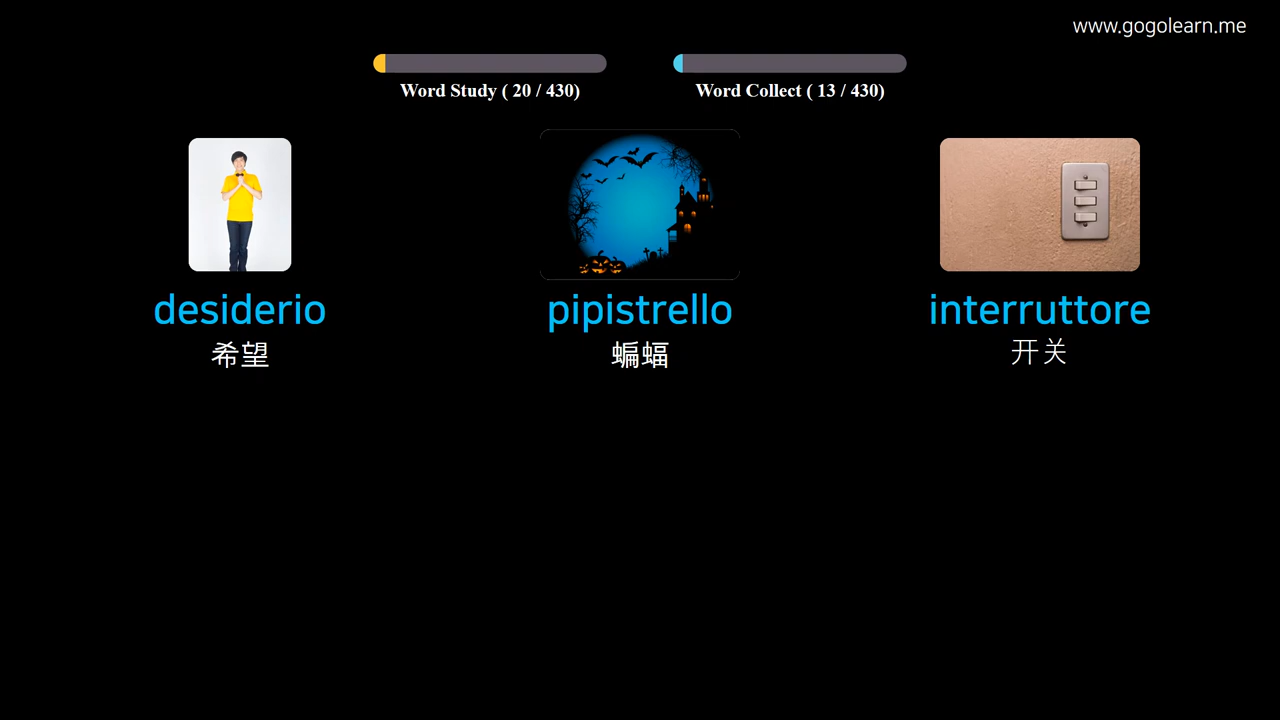 www.gogolearn.me
Word Study ( 20 / 430)
Word Collect ( 13 / 430)
desiderio
希望
pipistrello
蝙蝠
interruttore
开关